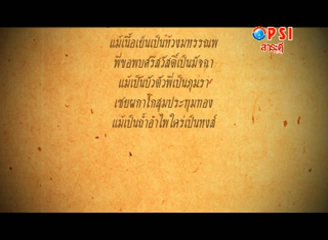 PSI
สาระดี
แม้เนื้อเย็นเป็นห้วงมหรรณพ
พี่ขอพบศรีสวัสดิ์เป็นมัจฉา
แม้เป็นบัวตัวพี่เป็นภุมรา
เชยผกาโกสุมประทุมทอง
แม้เป็นถ้ำอำไพใคร่เป็นหงส์